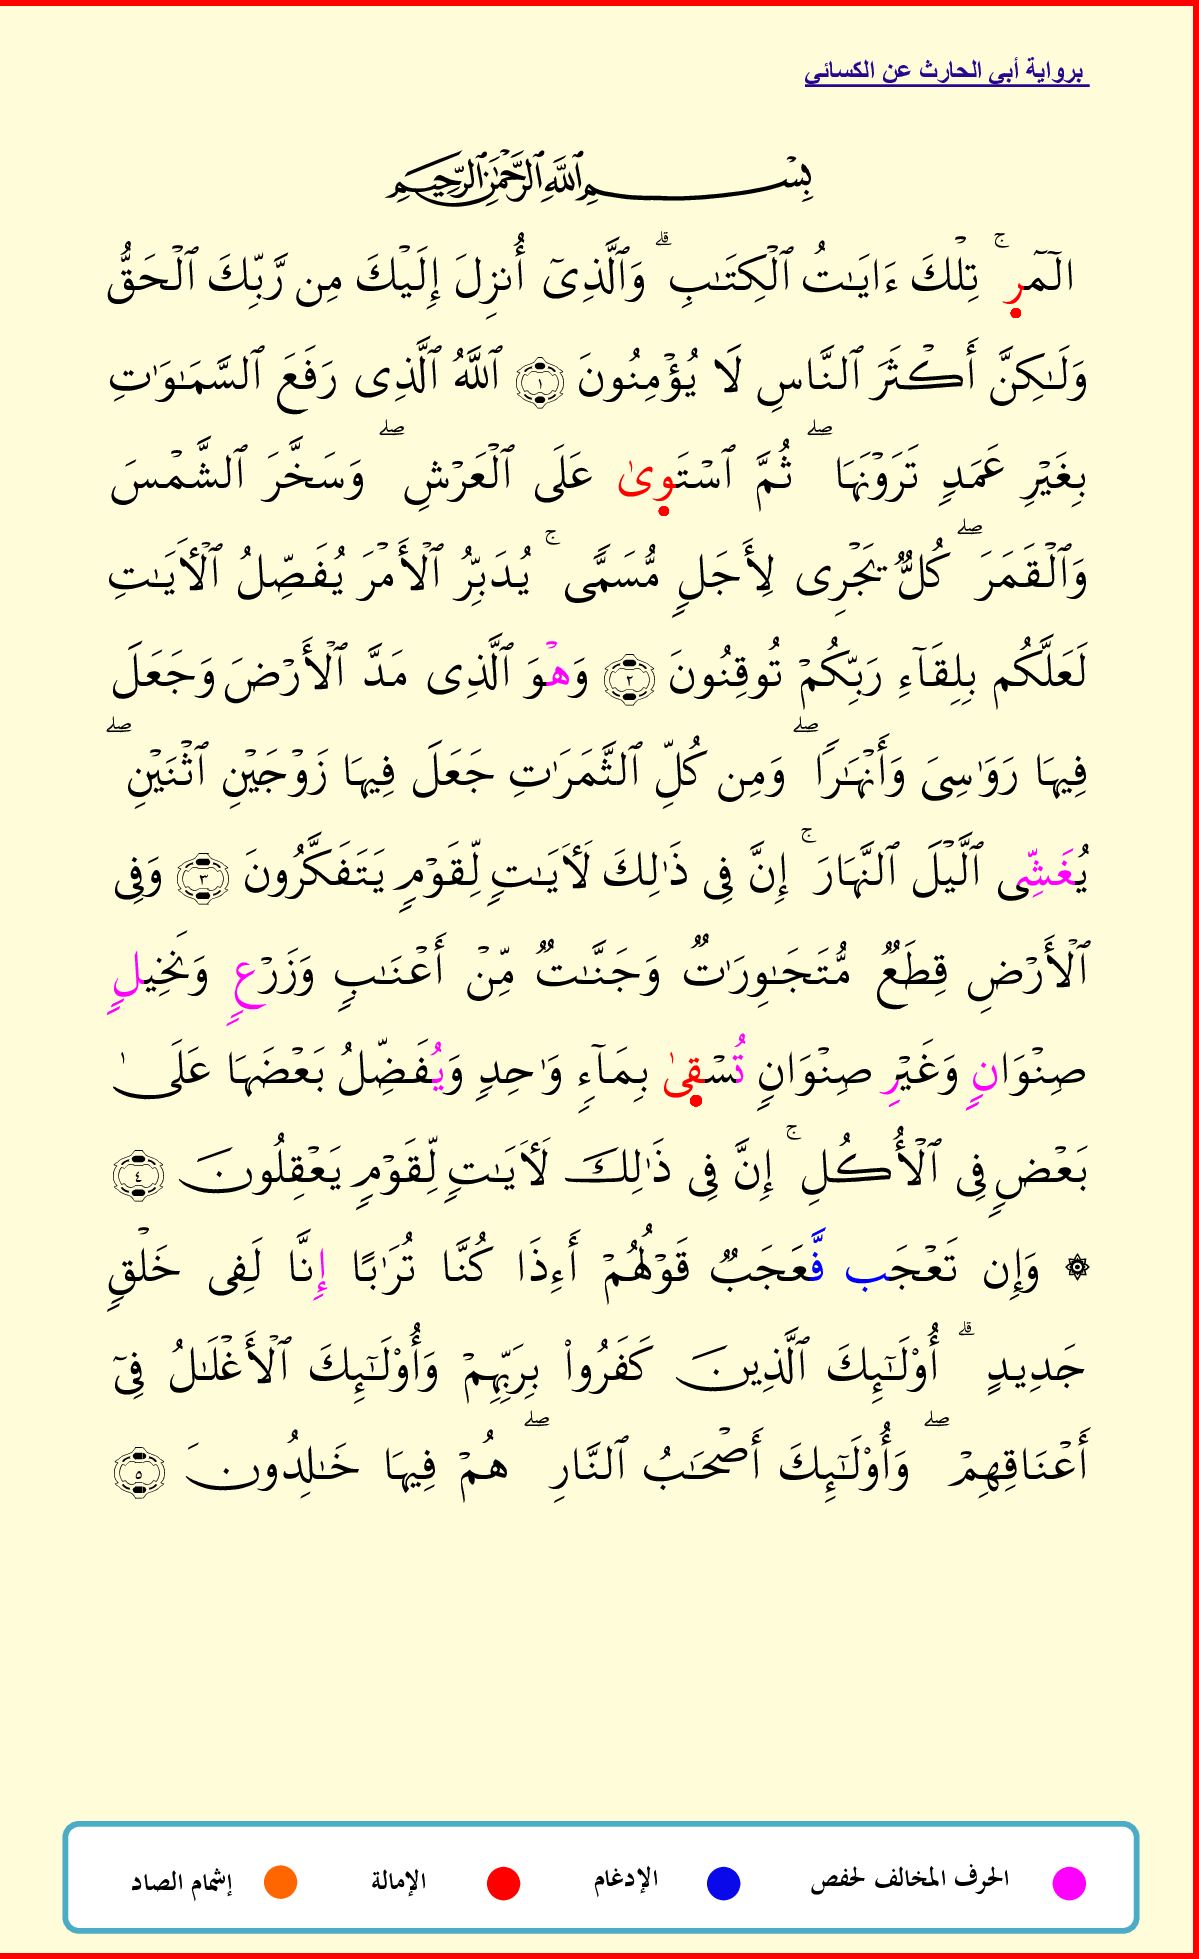 برواية أبي الحارث عن الكسائي
بِسۡمِ ٱللَّهِ ٱلرَّحۡمَٰنِ ٱلرَّحِيمِ
الٓمٓرۚ تِلۡكَ ءَايَٰتُ ٱلۡكِتَٰبِۗ وَٱلَّذِيٓ أُنزِلَ إِلَيۡكَ مِن رَّبِّكَ ٱلۡحَقُّ
وَلَٰكِنَّ أَكۡثَرَ ٱلنَّاسِ لَا يُؤۡمِنُونَ ١ ٱللَّهُ ٱلَّذِي رَفَعَ ٱلسَّمَٰوَٰتِ
بِغَيۡرِ عَمَدٖ تَرَوۡنَهَاۖ ثُمَّ ٱسۡتَوِىٰ عَلَى ٱلۡعَرۡشِۖ وَسَخَّرَ ٱلشَّمۡسَ
وَٱلۡقَمَرَۖ كُلّٞ يَجۡرِي لِأَجَلٖ مُّسَمّٗىۚ يُدَبِّرُ ٱلۡأَمۡرَ يُفَصِّلُ ٱلۡأٓيَٰتِ
لَعَلَّكُم بِلِقَآءِ رَبِّكُمۡ تُوقِنُونَ ٢ وَهۡوَ ٱلَّذِي مَدَّ ٱلۡأَرۡضَ وَجَعَلَ
فِيهَا رَوَٰسِيَ وَأَنۡهَٰرٗاۖ وَمِن كُلِّ ٱلثَّمَرَٰتِ جَعَلَ فِيهَا زَوۡجَيۡنِ ٱثۡنَيۡنِۖ
يُغَشِّي ٱلَّيۡلَ ٱلنَّهَارَۚ إِنَّ فِي ذَٰلِكَ لَأٓيَٰتٖ لِّقَوۡمٖ يَتَفَكَّرُونَ ٣ وَفِي
ٱلۡأَرۡضِ قِطَعٞ مُّتَجَٰوِرَٰتٞ وَجَنَّٰتٞ مِّنۡ أَعۡنَٰبٖ وَزَرۡعٖ وَنَخِيلٖ
صِنۡوَانٖ وَغَيۡرِ صِنۡوَانٖ تُسۡقِىٰ بِمَآءٖ وَٰحِدٖ وَيُفَضِّلُ بَعۡضَهَا عَلَىٰ
بَعۡضٖ فِي ٱلۡأُكُلِۚ إِنَّ فِي ذَٰلِكَ لَأٓيَٰتٖ لِّقَوۡمٖ يَعۡقِلُونَ ٤
۞ وَإِن تَعۡجَب فَّعَجَبٞ قَوۡلُهُمۡ أَءِذَا كُنَّا تُرَٰبًا إِنَّا لَفِي خَلۡقٖ
جَدِيدٍۗ أُوْلَٰٓئِكَ ٱلَّذِينَ كَفَرُواْ بِرَبِّهِمۡ وَأُوْلَٰٓئِكَ ٱلۡأَغۡلَٰلُ فِيٓ
أَعۡنَاقِهِمۡۖ وَأُوْلَٰٓئِكَ أَصۡحَٰبُ ٱلنَّارِۖ هُمۡ فِيهَا خَٰلِدُونَ ٥
الحرف المخالف لحفص الإدغام الإمالة إشمام الصاد